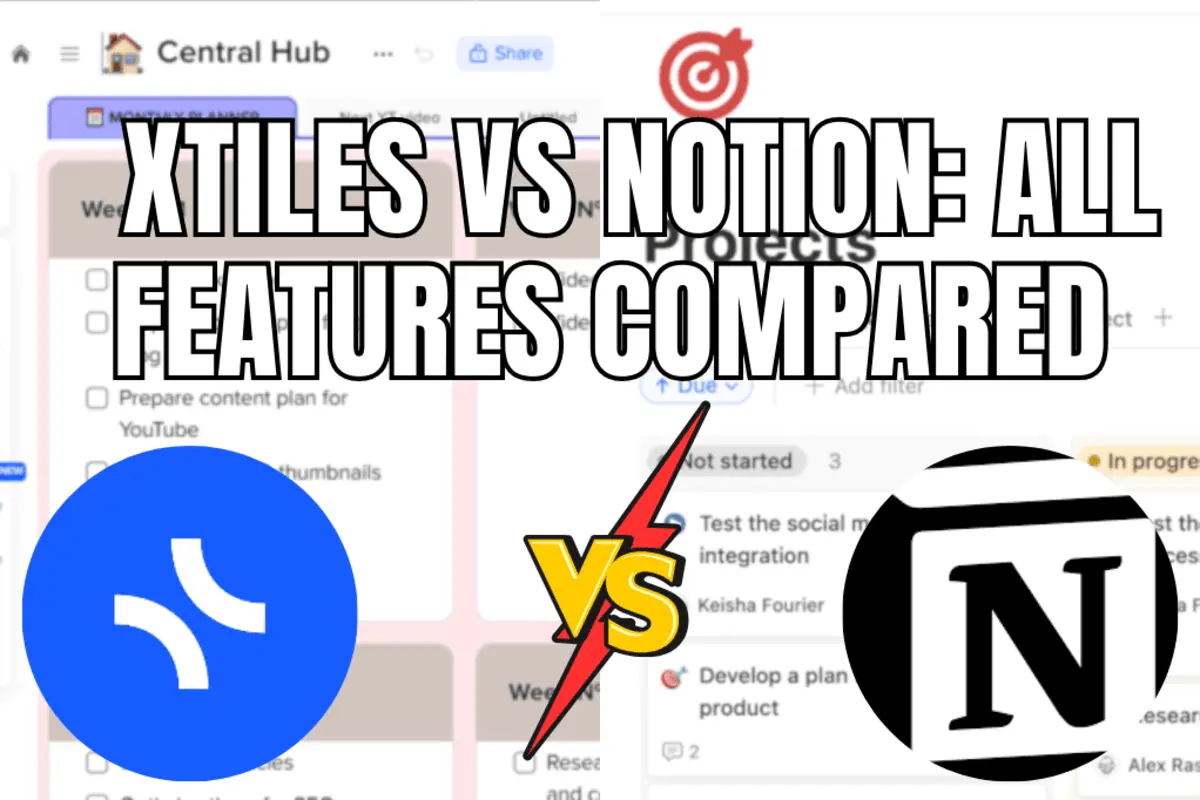 Central Hub
Share
MONTHLY PLANNER
Next YT video
Untitled
XTILES VS NOTION: ALL
FEATURES COMPARED
Projects
Due
Add filter
Prepare content plan for
YouTube
thumbnails
NEW
Not started 3
In progre
Test the social m
integration
Keisha Fourier
Develop a plan
product
2
VS
N
Alex Ras
Resea
and c